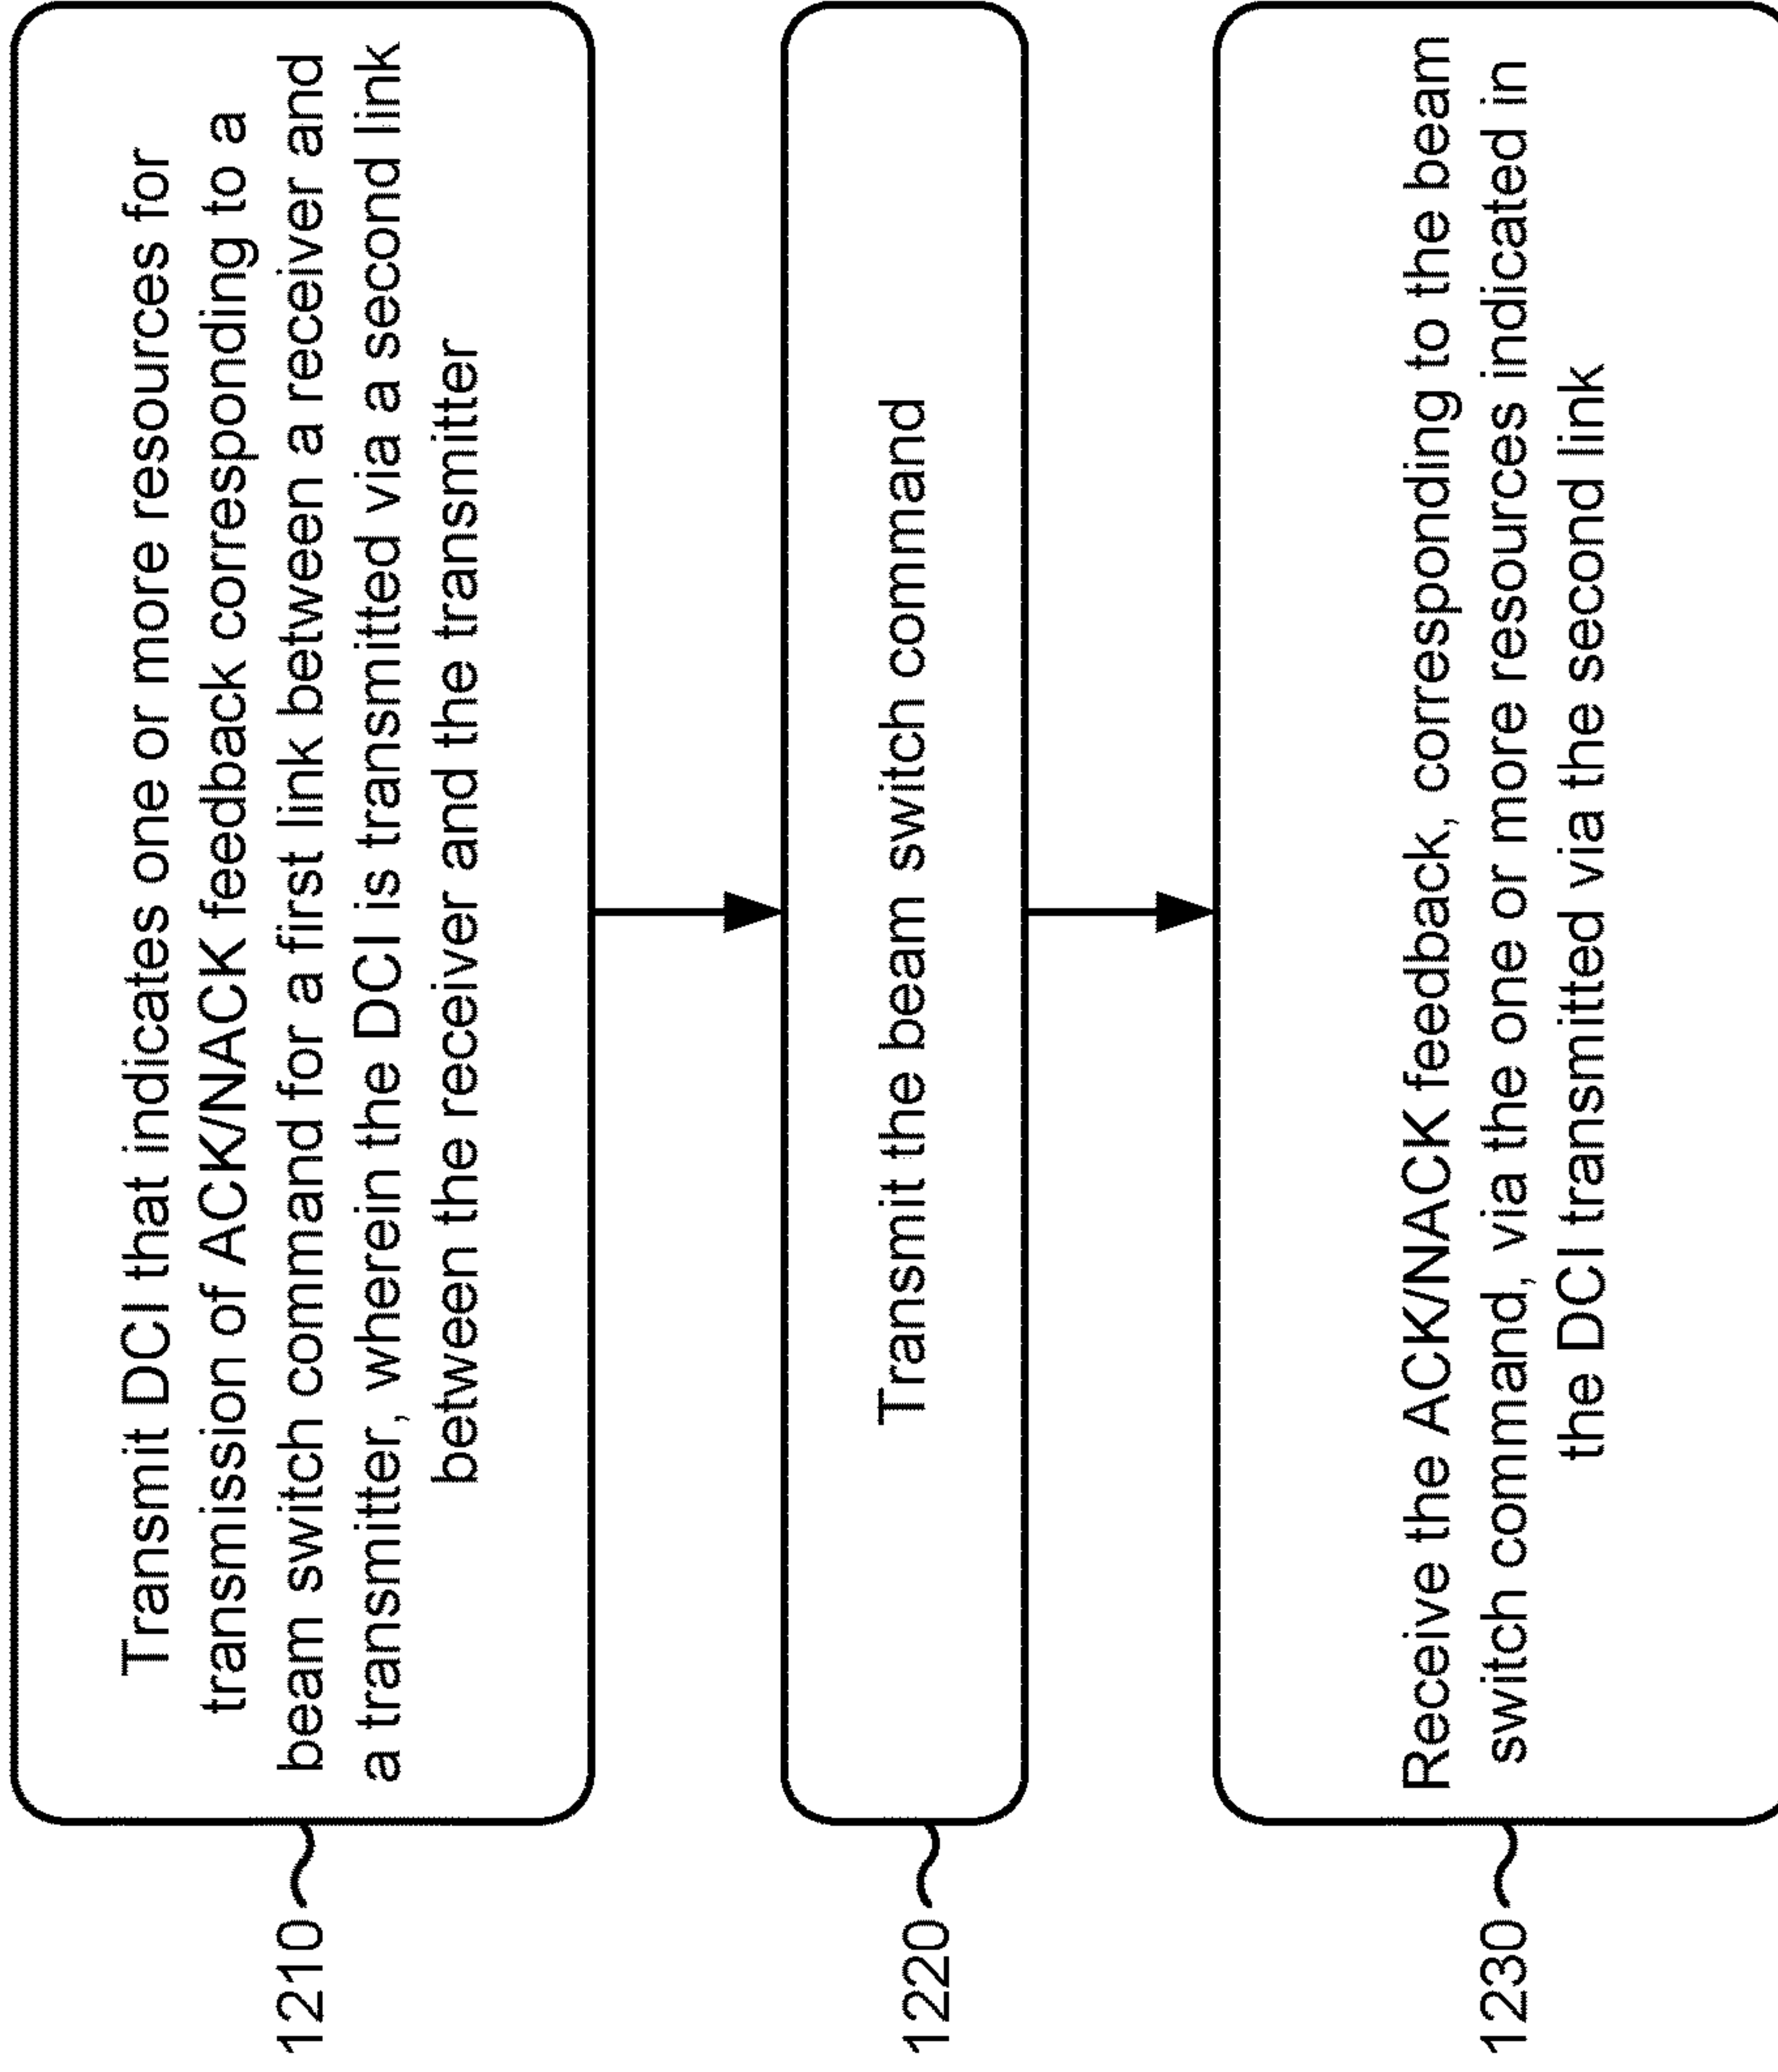 1210
Transmit DCI that indicates one or more resources for
transmission of ACK/NACK feedback corresponding to a
beam switch command for a first link between a receiver and
a transmitter, wherein the DCI is transmitted via a second link
between the receiver and the transmitter
1220
Transmit the beam switch command
1230
Receive the ACK/NACK feedback, corresponding to the beam
switch command, via the one or more resources indicated in
the DCI transmitted via the second link